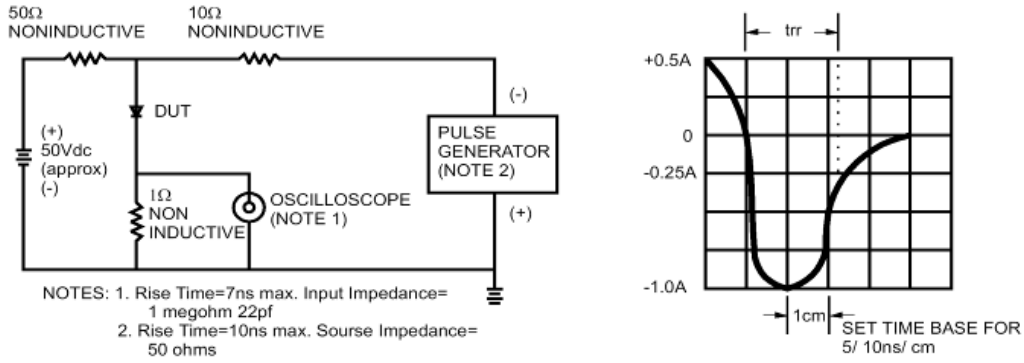 50Ω
NONINDUCTIVE
10Ω
NONINDUCTIVE
DUT
(+)
50Vdc
(approx)
(-)
1Ω
NON
INDUCTIVE
OSCILLOSCOPE
(NOTE 1)
(-)
PULSE
GENERATOR
(NOTE 2)
(+)
NOTES: 1. Rise Time=7ns max. Input Impedance=
1 megohm 22pf
2. Rise Time=10ns max. Sourse Impedance=
50 ohms
trr
+0.5A
0
-0.25A
-1.0A
1cm
SET TIME BASE FOR
5/ 10ns/ cm